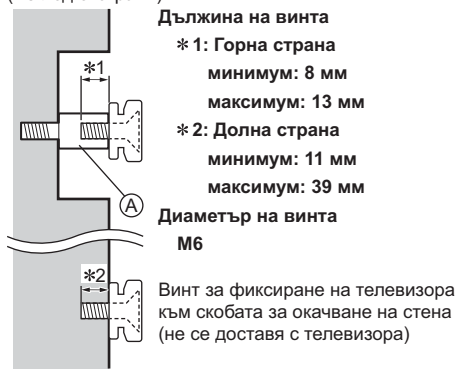 Дължина на винта
*1: Горна страна
минимум: 8 мм
максимум: 13 мм
*2: Долна страна
минимум: 11 мм
максимум: 39 мм
Диаметър на винта
M6
Винт за фиксиране на телевизора
към скобата за окачване на стена
(не се доставя с телевизора)
*1
A
*2